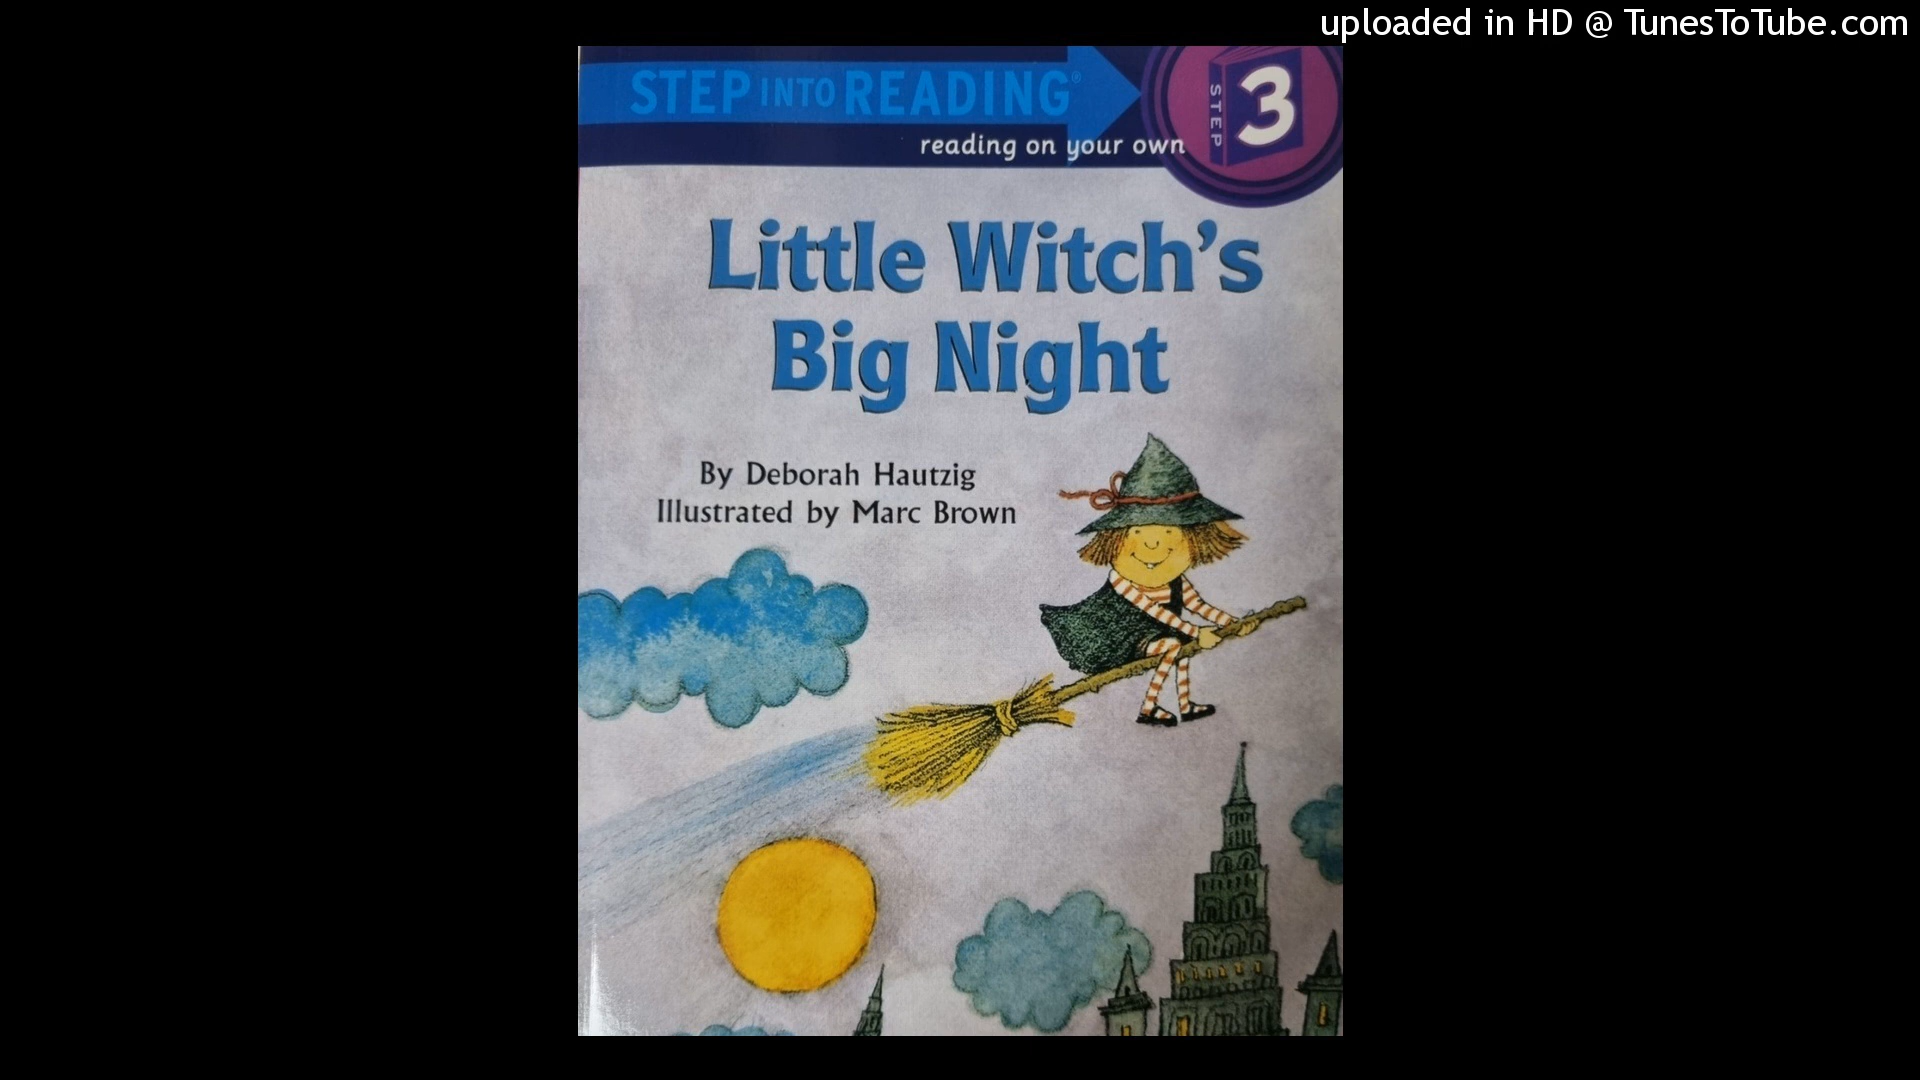 uploaded in HD @ TunesToTube.com
STEP INTO READING®
STEP 3
reading on your own
Little Witch's
Big Night
By Deborah Hautzig
Illustrated by Marc Brown